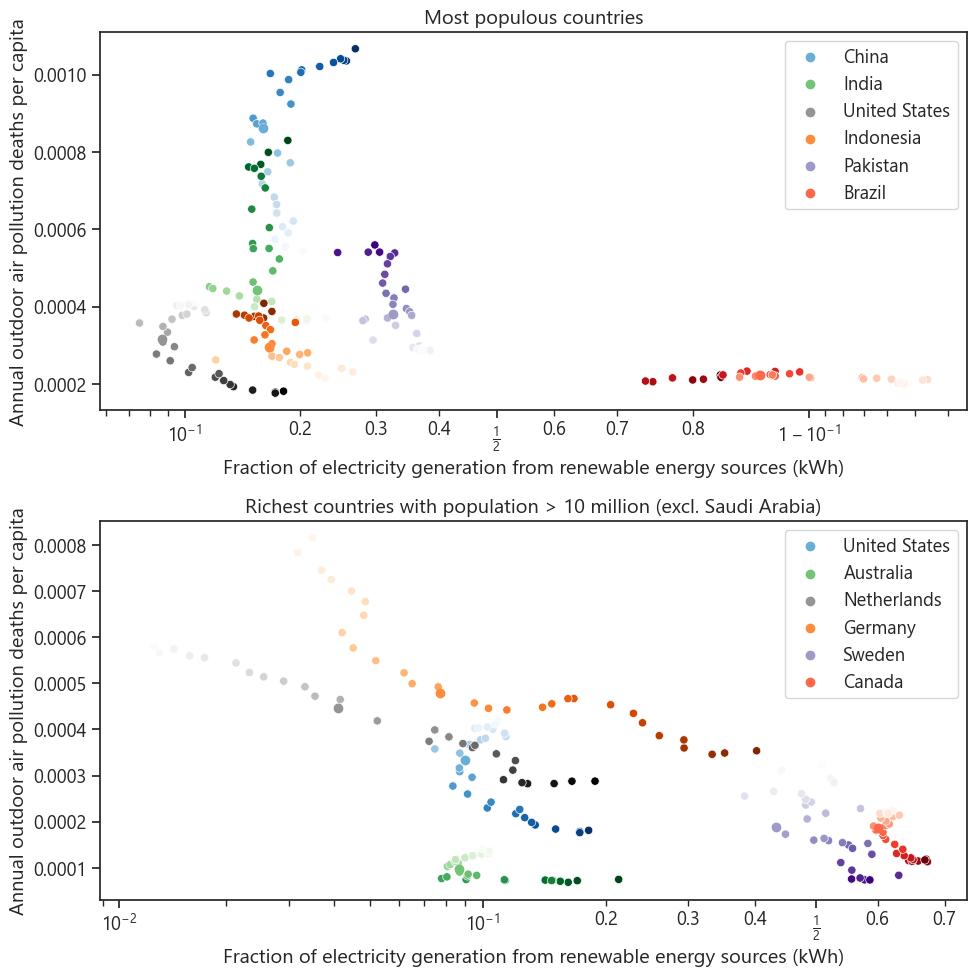 Most populous countries
Annual outdoor air pollution deaths per capita
0.0010
0.0008
0.0006
0.0004
0.0002
China
India
United States
Indonesia
Pakistan
Brazil
10⁻¹ 0.2 0.3 0.4 ½ 0.6 0.7 0.8 1 − 10⁻¹
Fraction of electricity generation from renewable energy sources (kWh)
Richest countries with population > 10 million (excl. Saudi Arabia)
Annual outdoor air pollution deaths per capita
0.0008
0.0007
0.0006
0.0005
0.0004
0.0003
0.0002
0.0001
United States
Australia
Netherlands
Germany
Sweden
Canada
10⁻² 10⁻¹ 0.2 0.3 0.4 ½ 0.6 0.7
Fraction of electricity generation from renewable energy sources (kWh)